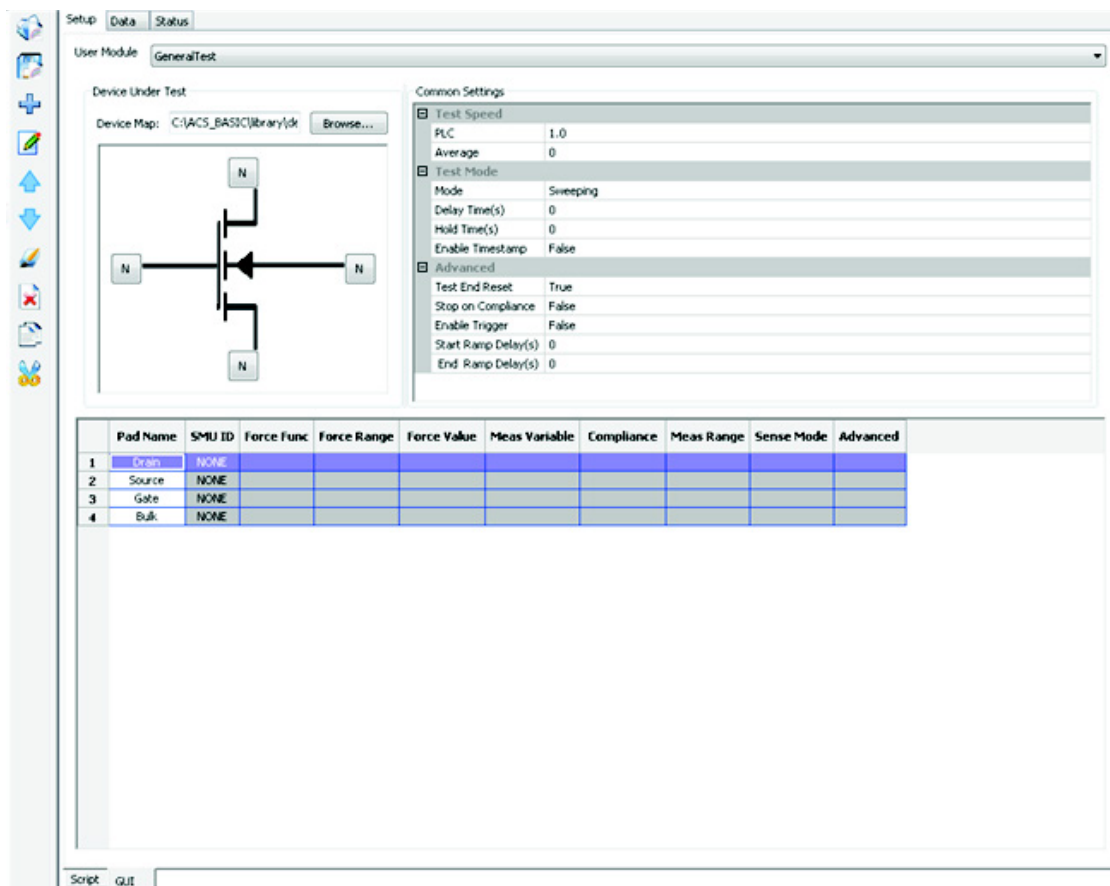 Setup Data Status
User Module GeneralTest
Device Under Test
Device Map: C:\ACS_BASIC\library\de Browse...
N
N N
N
Common Settings
Test Speed
PLC 1.0
Average 0
Test Mode
Mode Sweeping
Delay Time(s) 0
Hold Time(s) 0
Enable Timestamp False
Advanced
Test End Reset True
Stop on Compliance False
Enable Trigger False
Start Ramp Delay(s) 0
End Ramp Delay(s) 0
Pad Name SMU ID Force Func Force Range Force Value Meas Variable Compliance Meas Range Sense Mode Advanced
1 Drain NONE
2 Source NONE
3 Gate NONE
4 Bulk NONE
Script GUI